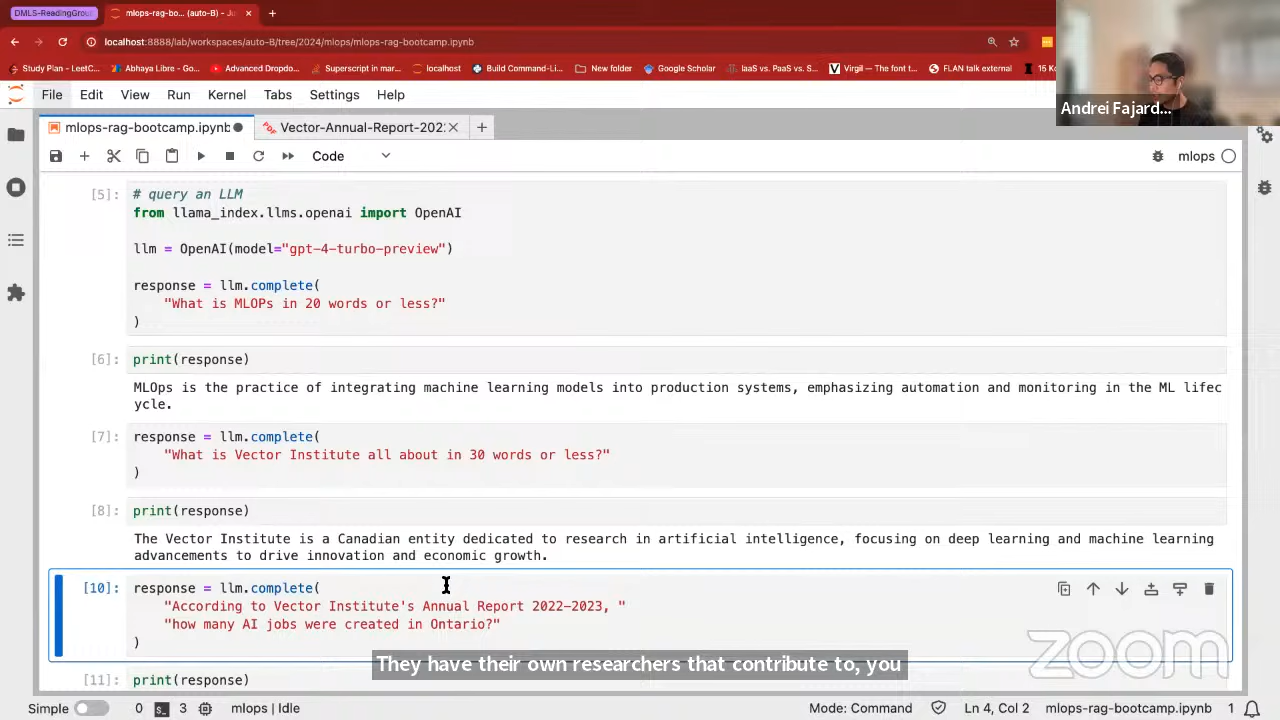 DMLS-ReadingGrou
mlops-rag-bo... (auto-B) - Ju
localhost:8888/lab/workspaces/auto-B/tree/2024/mlops/mlops-rag-bootcamp.ipynb
Study Plan - LeetC... Abhaya Libre - Go... Advanced Dropdo... Superscript in mar... localhost Build Command-Li... New folder Google Scholar IaaS vs. PaaS vs. S... Virgil — The font t... FLAN talk external 15 Ko
Andrei Fajard...
File Edit View Run Kernel Tabs Settings Help
mlops-rag-bootcamp.ipynb Vector-Annual-Report-202
Code mlops
[5]: # query an LLM
from llama_index.llms.openai import OpenAI
llm = OpenAI(model="gpt-4-turbo-preview")
response = llm.complete(
"What is MLOPs in 20 words or less?"
)
[6]: print(response)
MLOps is the practice of integrating machine learning models into production systems, emphasizing automation and monitoring in the ML lifec
ycle.
[7]: response = llm.complete(
"What is Vector Institute all about in 30 words or less?"
)
[8]: print(response)
The Vector Institute is a Canadian entity dedicated to research in artificial intelligence, focusing on deep learning and machine learning
advancements to drive innovation and economic growth.
[10]: response = llm.complete(
"According to Vector Institute's Annual Report 2022-2023, "
"how many AI jobs were created in Ontario?"
)
zoom
They have their own researchers that contribute to, you
[11]: print(response)
Simple 0 3 mlops | Idle Mode: Command Ln 4, Col 2 mlops-rag-bootcamp.ipynb 1